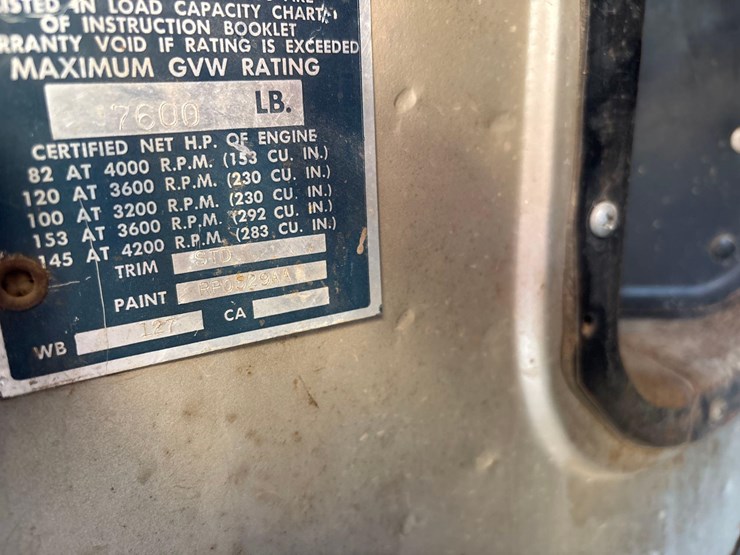 LISTED IN LOAD CAPACITY CHART
OF INSTRUCTION BOOKLET
WARRANTY VOID IF RATING IS EXCEEDED
MAXIMUM GVW RATING
7600 LB.
CERTIFIED NET H.P. OF ENGINE
82 AT 4000 R.P.M. (153 CU. IN.)
120 AT 3600 R.P.M. (230 CU. IN.)
100 AT 3200 R.P.M. (230 CU. IN.)
153 AT 3600 R.P.M. (292 CU. IN.)
145 AT 4200 R.P.M. (283 CU. IN.)
TRIM STD
PAINT
WB 127 CA